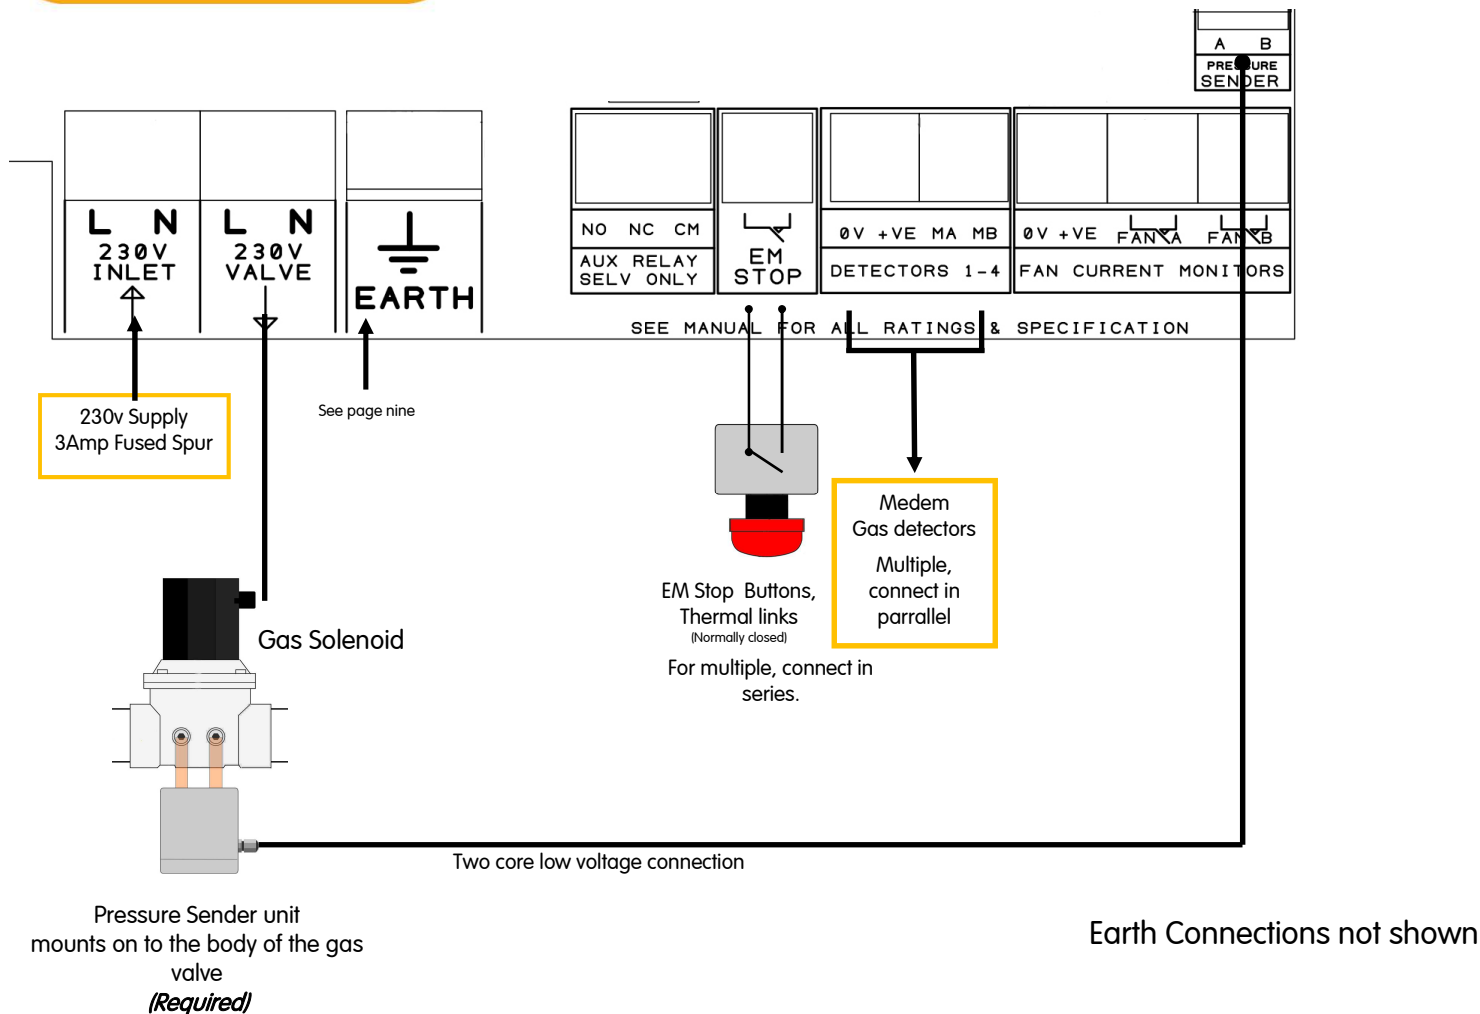 A B
PRESSURE
SENDER
L N
230V
INLET
L N
230V
VALVE
EARTH
NO NC CM
AUX RELAY
SELV ONLY
EM
STOP
0V +VE MA MB
DETECTORS 1-4
0V +VE FAN A FAN B
FAN CURRENT MONITORS
SEE MANUAL FOR ALL RATINGS & SPECIFICATION
230v Supply
3Amp Fused Spur
See page nine
Medem
Gas detectors
Multiple,
connect in
parrallel
EM Stop Buttons,
Thermal links
(Normally closed)
For multiple, connect in
series.
Gas Solenoid
Two core low voltage connection
Pressure Sender unit
mounts on to the body of the gas
valve
(Required)
Earth Connections not shown